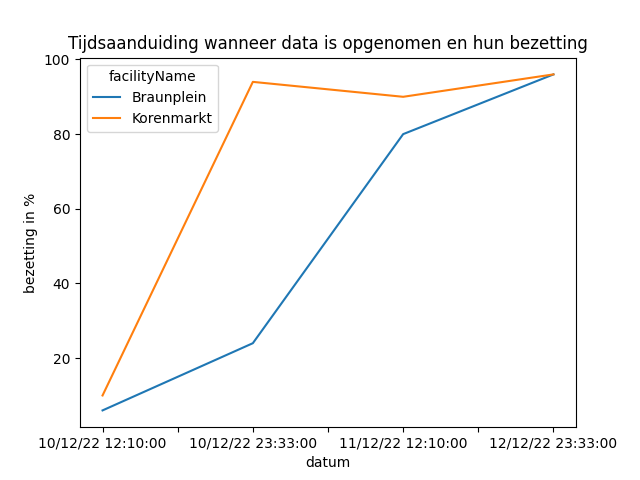 Tijdsaanduiding wanneer data is opgenomen en hun bezetting
facilityName
Braunplein
Korenmarkt
bezetting in %
100
80
60
40
20
10/12/22 12:10:00
10/12/22 23:33:00
11/12/22 12:10:00
12/12/22 23:33:00
datum